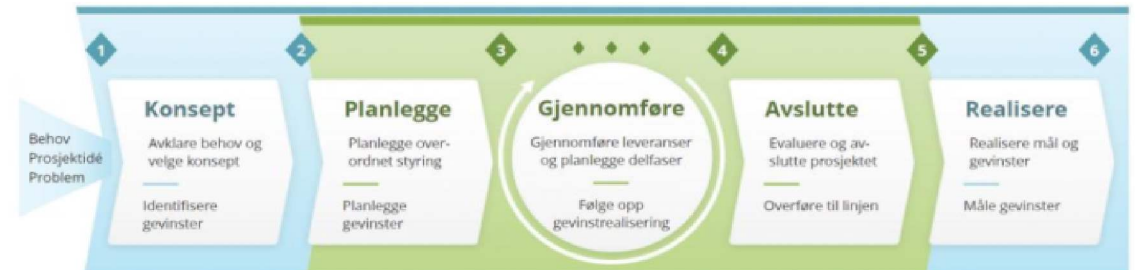 1
2
3
4
5
6
Behov
Prosjektidé
Problem
Konsept
Avklare behov og
velge konsept
Identifisere
gevinster
Planlegge
Planlegge over-
ordnet styring
Planlegge
gevinster
Gjennomføre
Gjennomføre leveranser
og planlegge delfaser
Følge opp
gevinstrealisering
Avslutte
Evaluere og av-
slutte prosjektet
Overføre til linjen
Realisere
Realisere mål og
gevinster
Måle gevinster